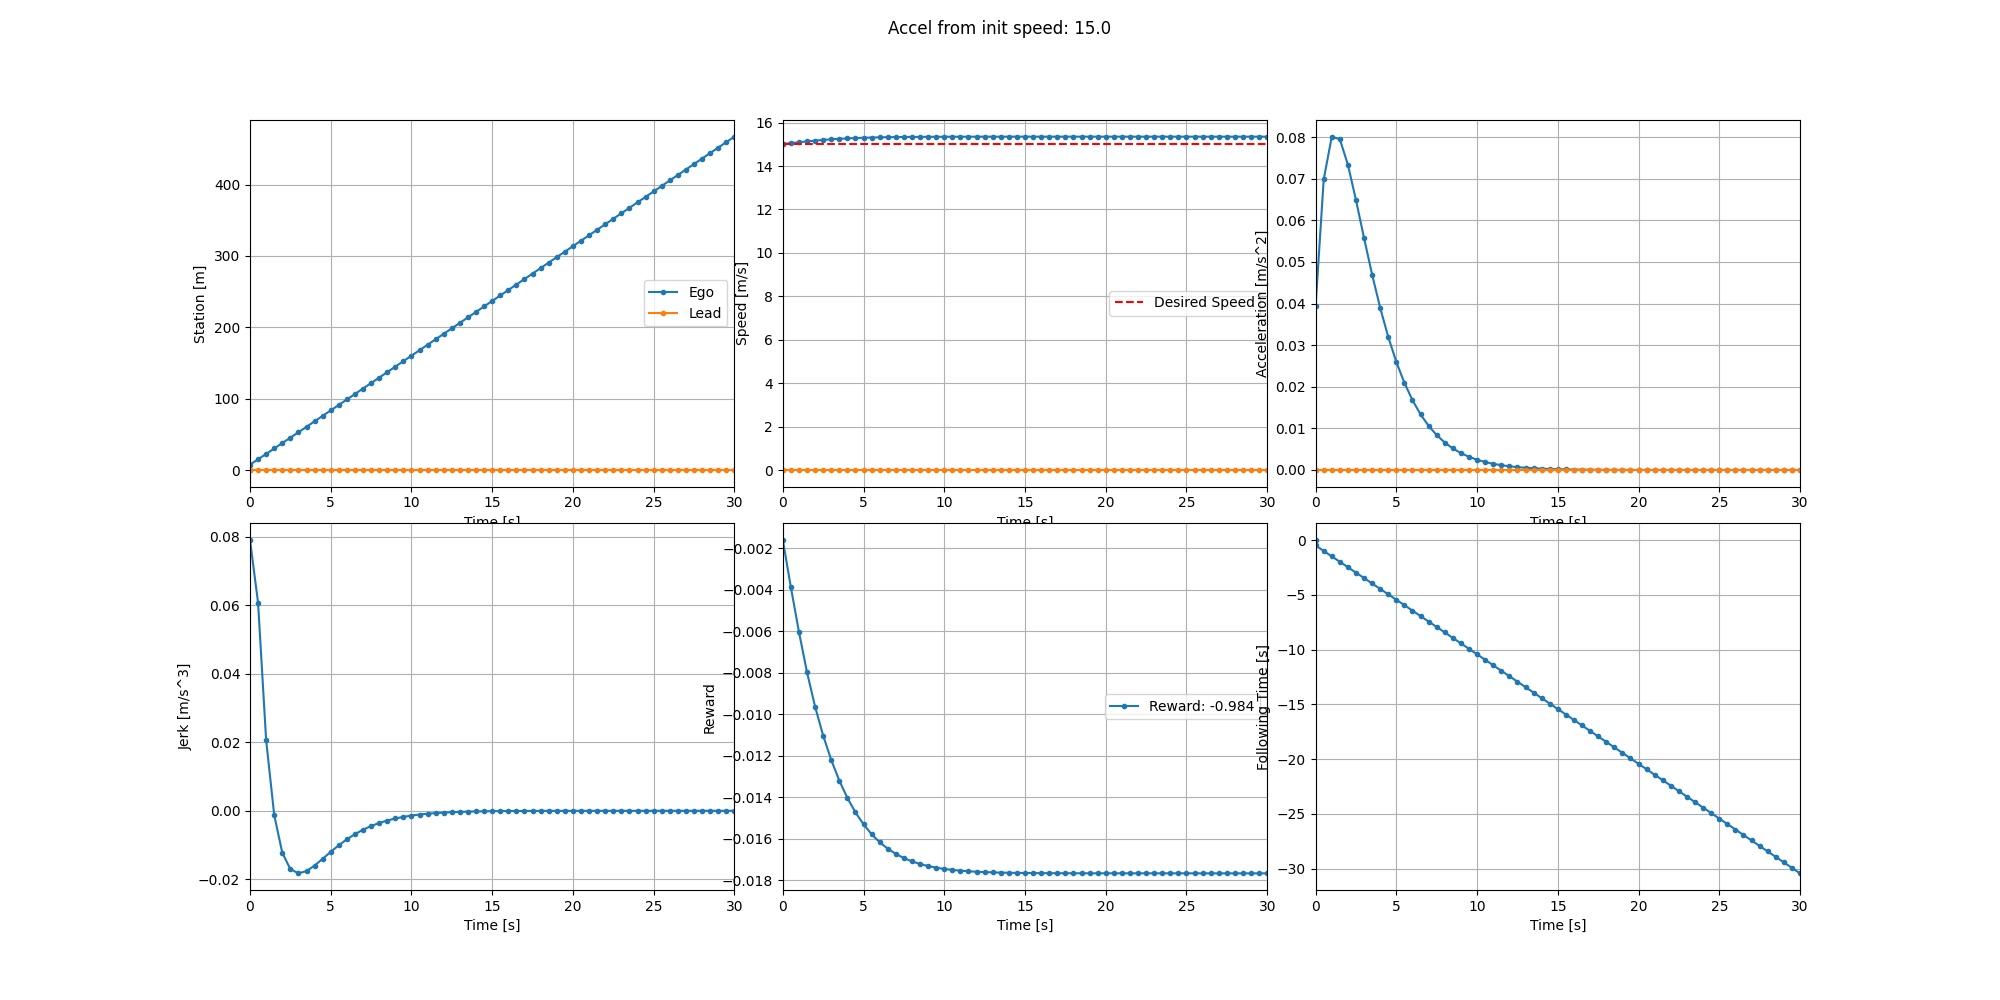 Accel from init speed: 15.0
Station [m]
400
300
200
100
0
Ego
Lead
0 5 10 15 20 25 30
Time [s]
Speed [m/s]
16
14
12
10
8
6
4
2
0
Desired Speed
0 5 10 15 20 25 30
Time [s]
Acceleration [m/s^2]
0.08
0.07
0.06
0.05
0.04
0.03
0.02
0.01
0.00
0 5 10 15 20 25 30
Time [s]
Jerk [m/s^3]
0.08
0.06
0.04
0.02
0.00
−0.02
0 5 10 15 20 25 30
Time [s]
Reward
−0.002
−0.004
−0.006
−0.008
−0.010
−0.012
−0.014
−0.016
−0.018
Reward: -0.984
0 5 10 15 20 25 30
Time [s]
Following Time [s]
0
−5
−10
−15
−20
−25
−30
0 5 10 15 20 25 30
Time [s]